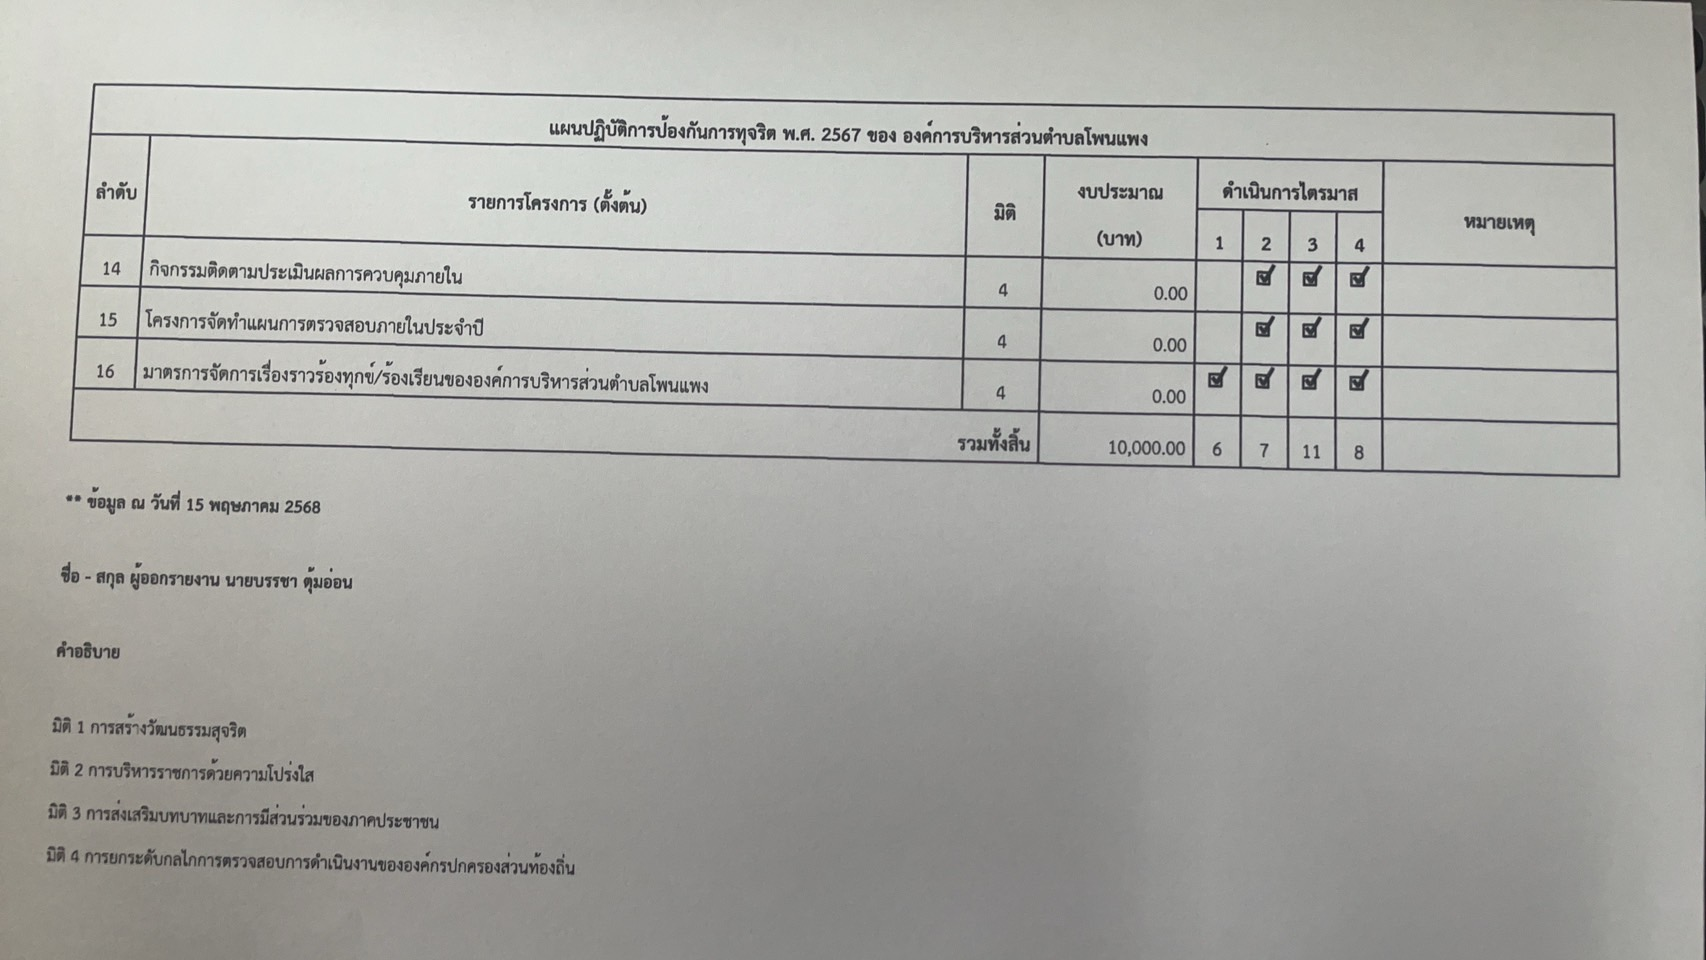 แผนปฏิบัติการป้องกันการทุจริต พ.ศ. 2567 ของ องค์การบริหารส่วนตำบลโพนแพง
ลำดับ รายการโครงการ (ตั้งต้น) มิติ งบประมาณ (บาท) ดำเนินการไตรมาส หมายเหตุ
1 2 3 4
14 กิจกรรมติดตามประเมินผลการควบคุมภายใน 4 0.00 ☑ ☑ ☑
15 โครงการจัดทำแผนการตรวจสอบภายในประจำปี 4 0.00 ☑ ☑ ☑
16 มาตรการจัดการเรื่องราวร้องทุกข์/ร้องเรียนขององค์การบริหารส่วนตำบลโพนแพง 4 0.00 ☑ ☑ ☑ ☑
รวมทั้งสิ้น 10,000.00 6 7 11 8
** ข้อมูล ณ วันที่ 15 พฤษภาคม 2568
ชื่อ - สกุล ผู้ออกรายงาน นายบรรชา ตุ้มอ่อน
คำอธิบาย
มิติ 1 การสร้างวัฒนธรรมสุจริต
มิติ 2 การบริหารราชการด้วยความโปร่งใส
มิติ 3 การส่งเสริมบทบาทและการมีส่วนร่วมของภาคประชาชน
มิติ 4 การยกระดับกลไกการตรวจสอบการดำเนินงานขององค์กรปกครองส่วนท้องถิ่น